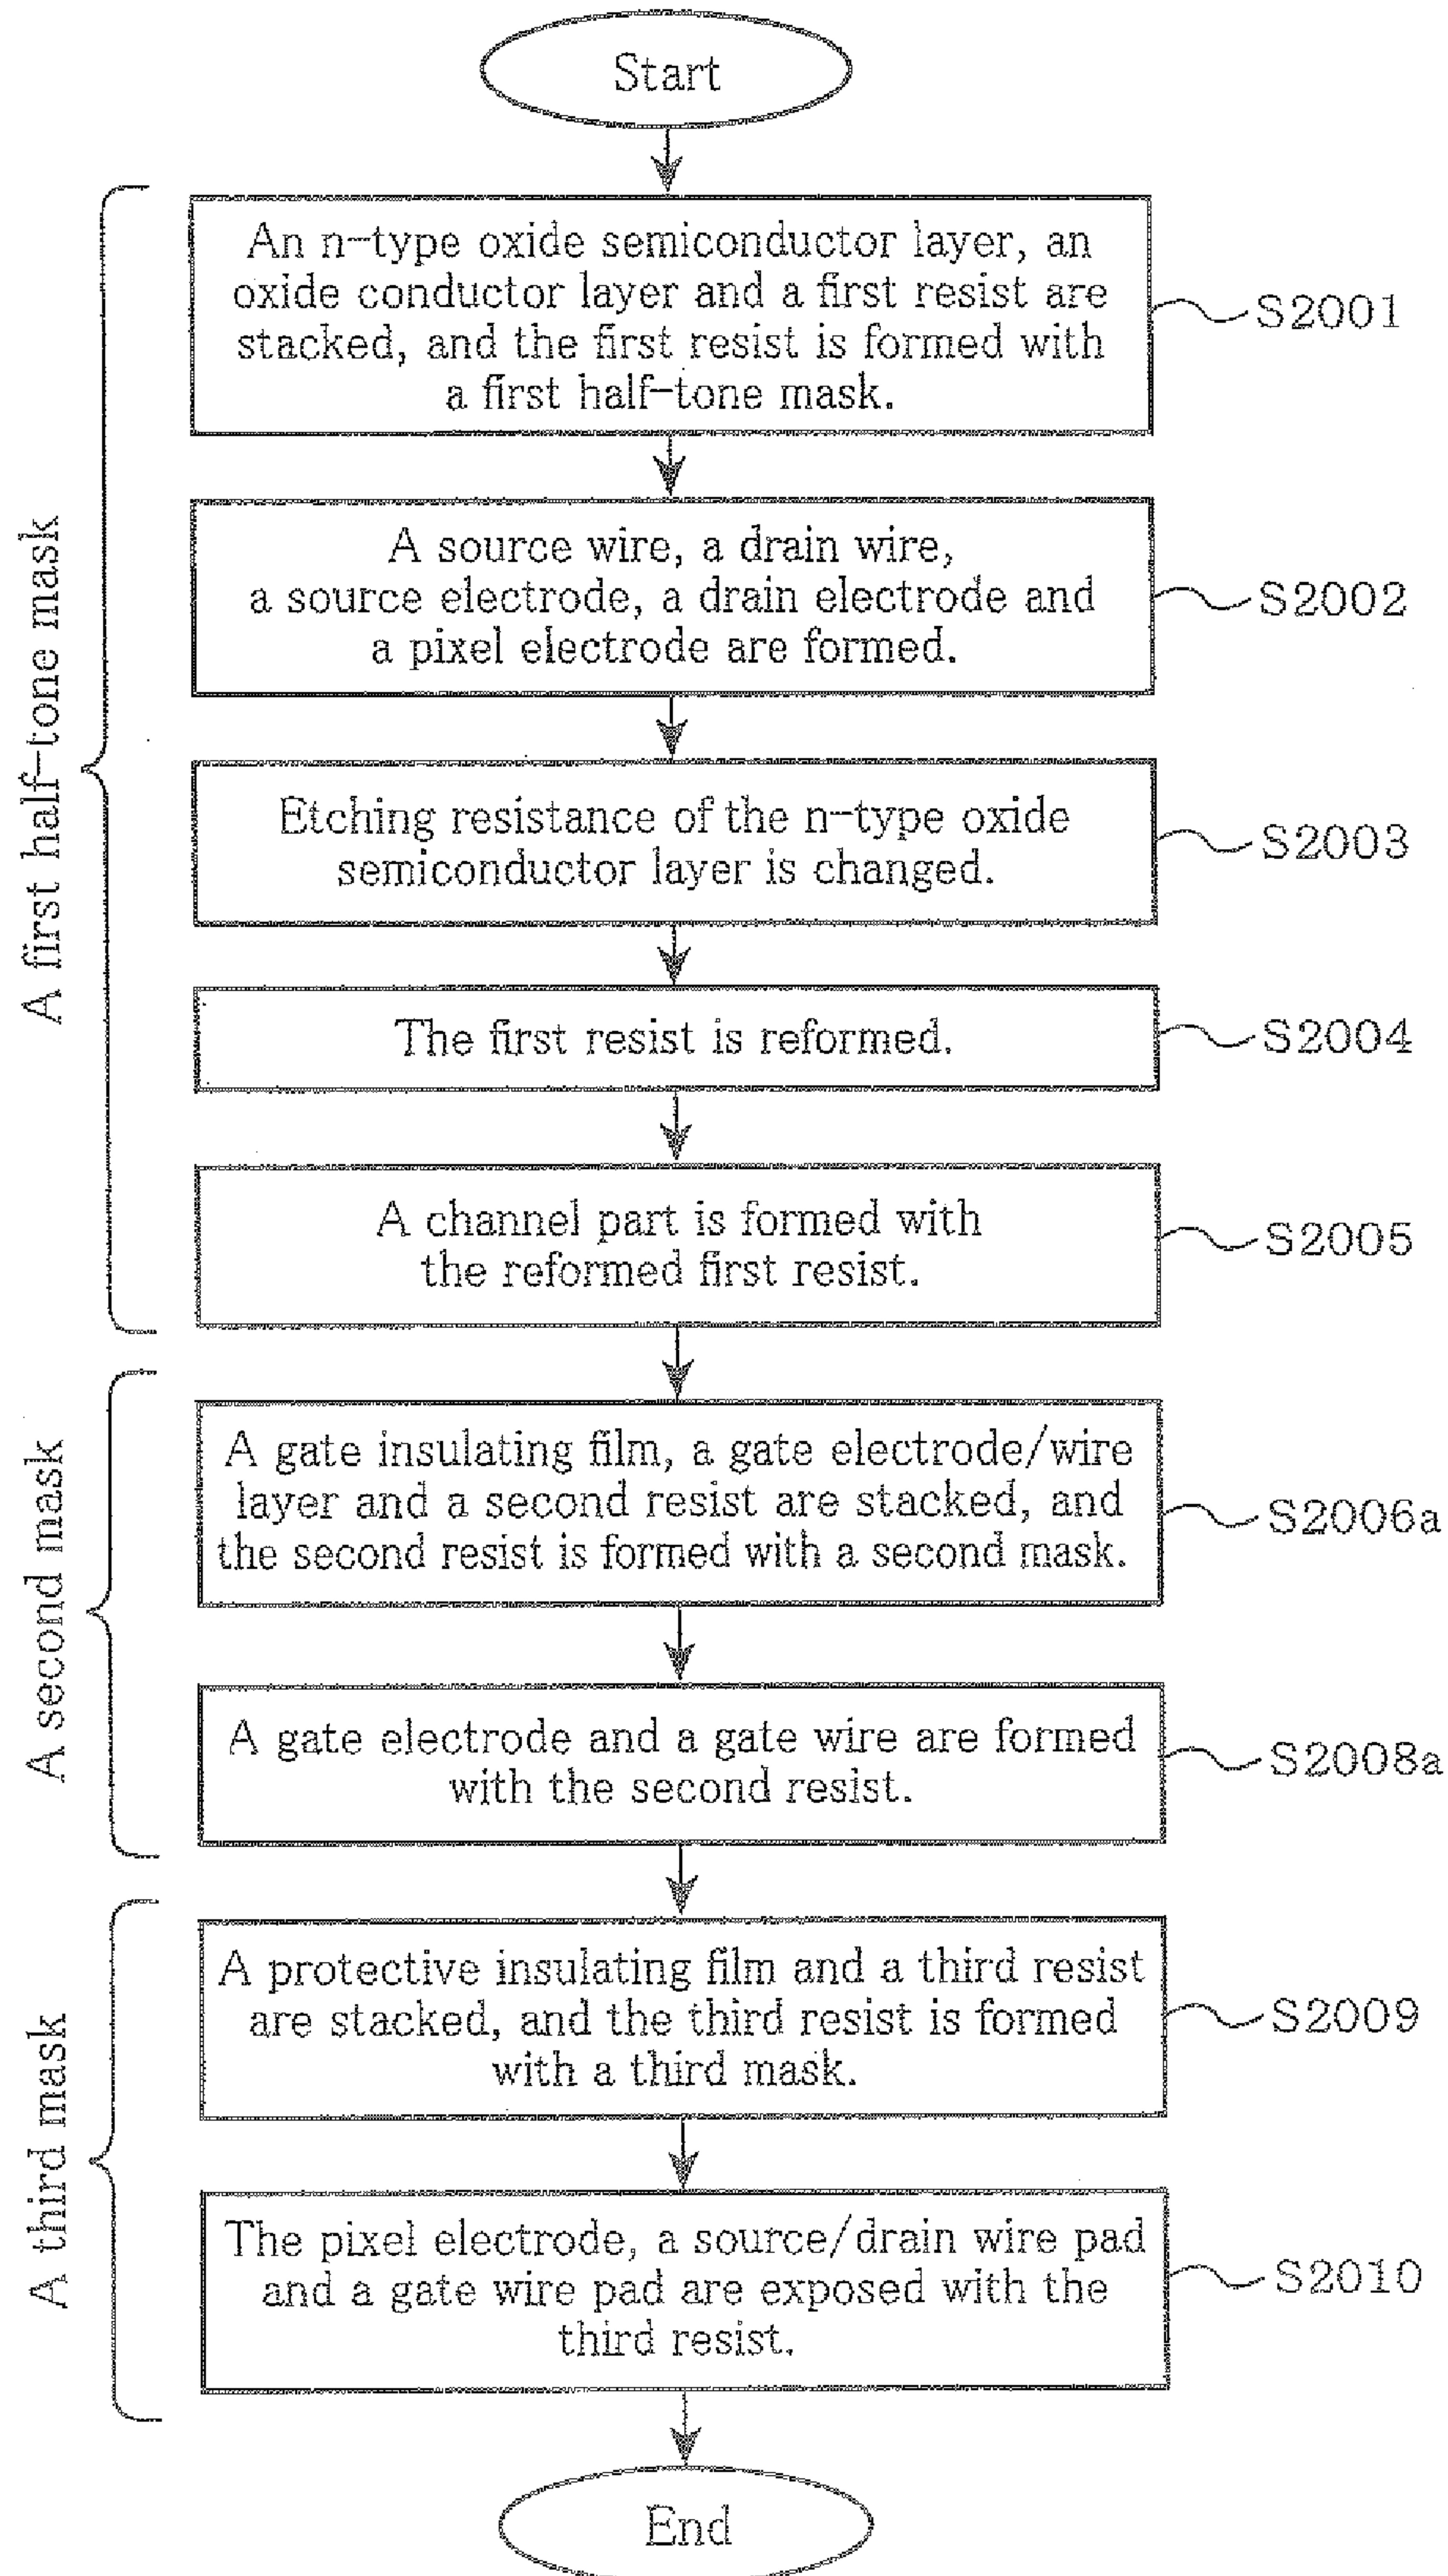 Start
A first half-tone mask
An n-type oxide semiconductor layer, an
oxide conductor layer and a first resist are
stacked, and the first resist is formed with
a first half-tone mask.
S2001
A source wire, a drain wire,
a source electrode, a drain electrode and
a pixel electrode are formed.
S2002
Etching resistance of the n-type oxide
semiconductor layer is changed.
S2003
The first resist is reformed.
S2004
A channel part is formed with
the reformed first resist.
S2005
A second mask
A gate insulating film, a gate electrode/wire
layer and a second resist are stacked, and
the second resist is formed with a second mask.
S2006a
A gate electrode and a gate wire are formed
with the second resist.
S2008a
A third mask
A protective insulating film and a third resist
are stacked, and the third resist is formed
with a third mask.
S2009
The pixel electrode, a source/drain wire pad
and a gate wire pad are exposed with the
third resist.
S2010
End